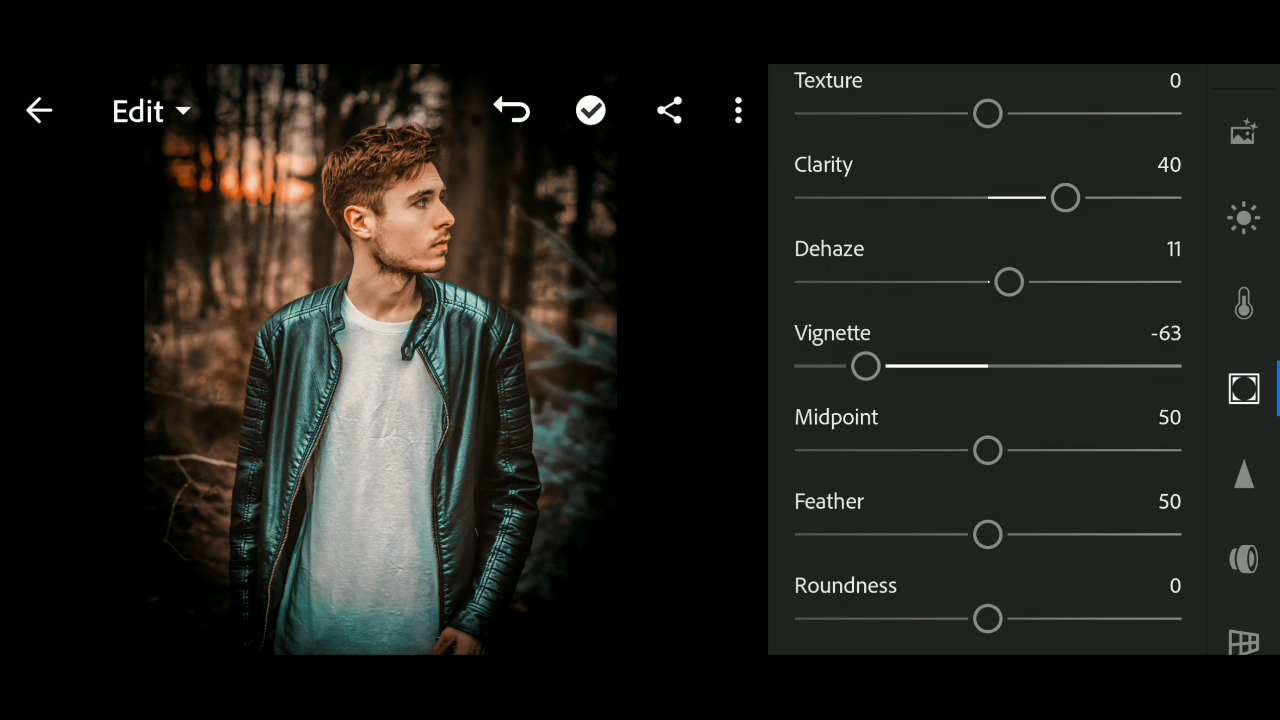 Edit
Texture 0
Clarity 40
Dehaze 11
Vignette -63
Midpoint 50
Feather 50
Roundness 0